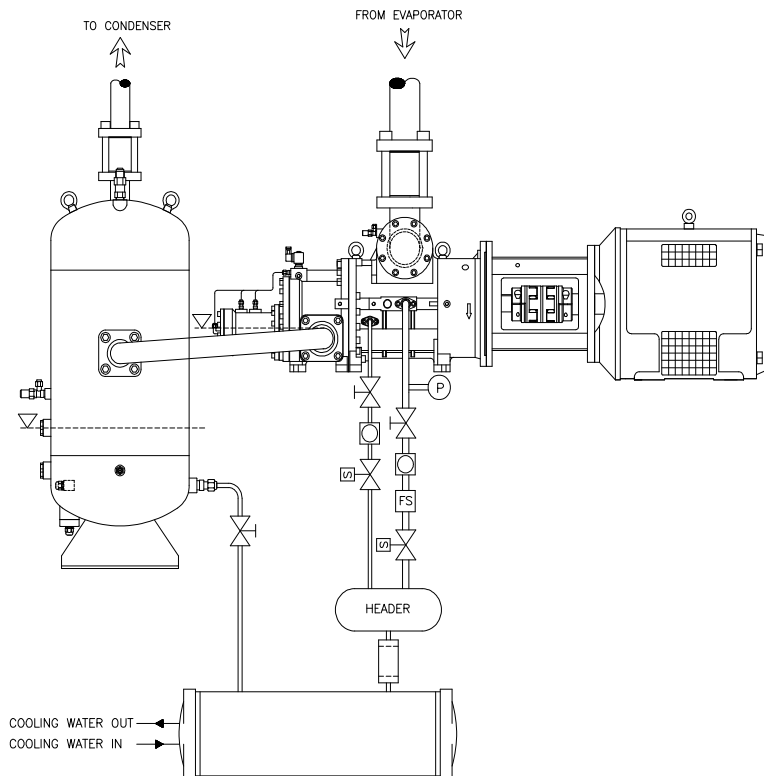 FROM EVAPORATOR
TO CONDENSER
P
S
FS
S
HEADER
COOLING WATER OUT
COOLING WATER IN